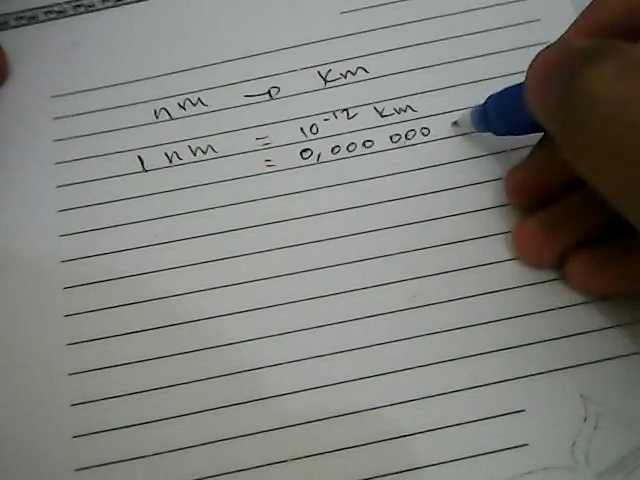 nm → km
1 nm = 10⁻¹² km
= 0,000 000